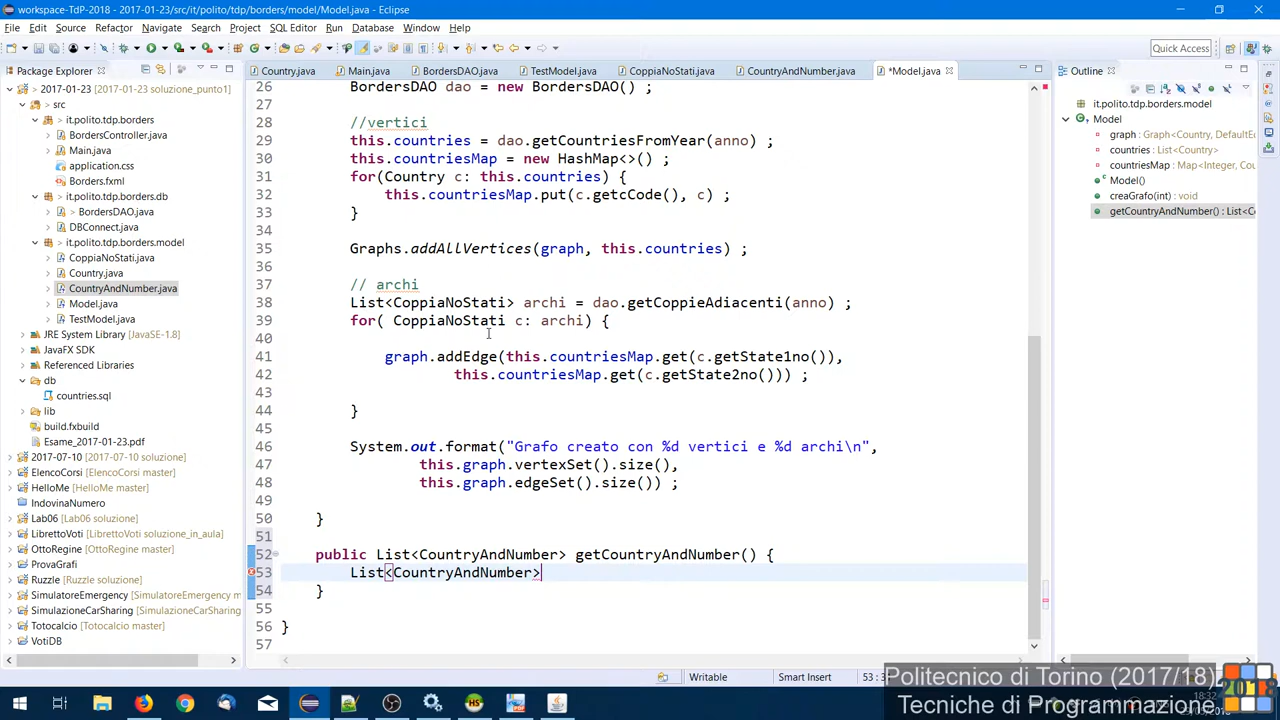 workspace-TdP-2018 - 2017-01-23/src/it/polito/tdp/borders/model/Model.java - Eclipse
File Edit Source Refactor Navigate Search Project SQL Editor Run Database Window Help
Quick Access
Package Explorer
Country.java Main.java BordersDAO.java TestModel.java CoppiaNoStati.java CountryAndNumber.java *Model.java
Outline
2017-01-23 [2017-01-23 soluzione_punto1]
src
it.polito.tdp.borders
BordersController.java
Main.java
application.css
Borders.fxml
it.polito.tdp.borders.db
> BordersDAO.java
DBConnect.java
it.polito.tdp.borders.model
CoppiaNoStati.java
Country.java
CountryAndNumber.java
Model.java
TestModel.java
JRE System Library [JavaSE-1.8]
JavaFX SDK
Referenced Libraries
db
countries.sql
lib
build.fxbuild
Esame_2017-01-23.pdf
2017-07-10 [2017-07-10 soluzione]
ElencoCorsi [ElencoCorsi master]
HelloMe [HelloMe master]
IndovinaNumero
Lab06 [Lab06 soluzione]
LibrettoVoti [LibrettoVoti soluzione_in_aula]
OttoRegine [OttoRegine master]
ProvaGrafi
Ruzzle [Ruzzle master]
SimulatoreEmergency [SimulatoreEmergency master]
SimulazioneCarSharing [SimulazioneCarSharing master]
Totocalcio [Totocalcio master]
VotiDB
26 BordersDAO dao = new BordersDAO() ;
27
28 //vertici
29 this.countries = dao.getCountriesFromYear(anno) ;
30 this.countriesMap = new HashMap<>() ;
31 for(Country c: this.countries) {
32 this.countriesMap.put(c.getcCode(), c) ;
33 }
34
35 Graphs.addAllVertices(graph, this.countries) ;
36
37 // archi
38 List<CoppiaNoStati> archi = dao.getCoppieAdiacenti(anno) ;
39 for( CoppiaNoStati c: archi) {
40
41 graph.addEdge(this.countriesMap.get(c.getState1no()),
42 this.countriesMap.get(c.getState2no())) ;
43
44 }
45
46 System.out.format("Grafo creato con %d vertici e %d archi\n",
47 this.graph.vertexSet().size(),
48 this.graph.edgeSet().size()) ;
49
50 }
51
52 public List<CountryAndNumber> getCountryAndNumber() {
53 List<CountryAndNumber>
54 }
55
56 }
57
it.polito.tdp.borders.model
Model
graph : Graph<Country, DefaultE
countries : List<Country>
countriesMap : Map<Integer, Cou
Model()
creaGrafo(int) : void
getCountryAndNumber() : List<C
Writable Smart Insert 53 : 3
Politecnico di Torino (2017/18)
Tecniche di Programmazione
2018
18:32